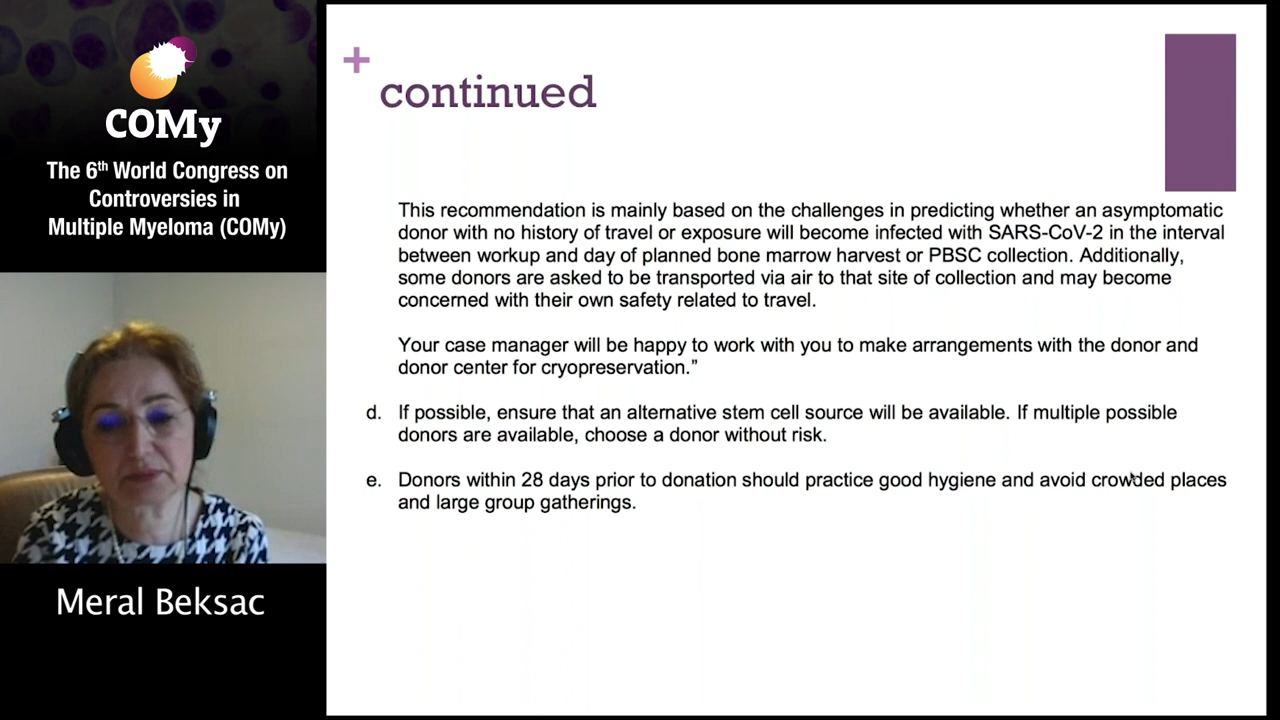 COMy
The 6th World Congress on
Controversies in
Multiple Myeloma (COMy)
Meral Beksac
+
continued
This recommendation is mainly based on the challenges in predicting whether an asymptomatic
donor with no history of travel or exposure will become infected with SARS-CoV-2 in the interval
between workup and day of planned bone marrow harvest or PBSC collection. Additionally,
some donors are asked to be transported via air to that site of collection and may become
concerned with their own safety related to travel.
Your case manager will be happy to work with you to make arrangements with the donor and
donor center for cryopreservation.”
d. If possible, ensure that an alternative stem cell source will be available. If multiple possible
donors are available, choose a donor without risk.
e. Donors within 28 days prior to donation should practice good hygiene and avoid crowded places
and large group gatherings.